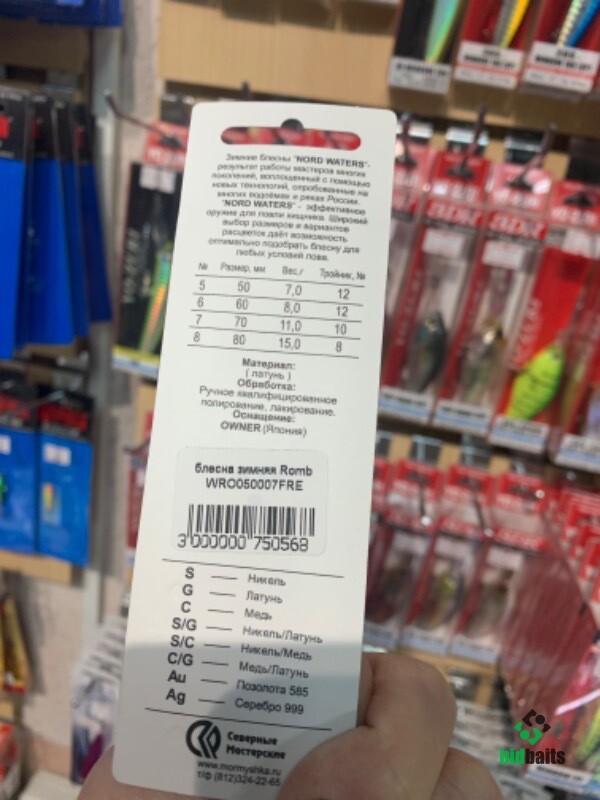 Зимние блесны "NORD WATERS"-
результат работы мастеров многих
поколений, воплощенный с помощью
новых технологий, опробованные на
многих водоёмах и реках России.
"NORD WATERS" - эффективное
оружие для ловли хищника. Широкий
выбор размеров и вариантов
расцветок даёт возможность
оптимально подобрать блесну для
любых условий лова.
№ Размер, мм Вес,г Тройник, №
5 50 7,0 12
6 60 8,0 12
7 70 11,0 10
8 80 15,0 8
Материал:
( латунь )
Обработка:
Ручное квалифицированное
полирование, лакирование.
Оснащение:
OWNER (Япония)
блесна зимняя Romb
WRO050007FRE
3 000000 750568
S — Никель
G — Латунь
C — Медь
S/G — Никель/Латунь
S/C — Никель/Медь
C/G — Медь/Латунь
Au — Позолота 585
Ag — Серебро 999
Северные
Мастерские
www.mormyshka.ru
т/ф (812)324-22-65
Bidbaits